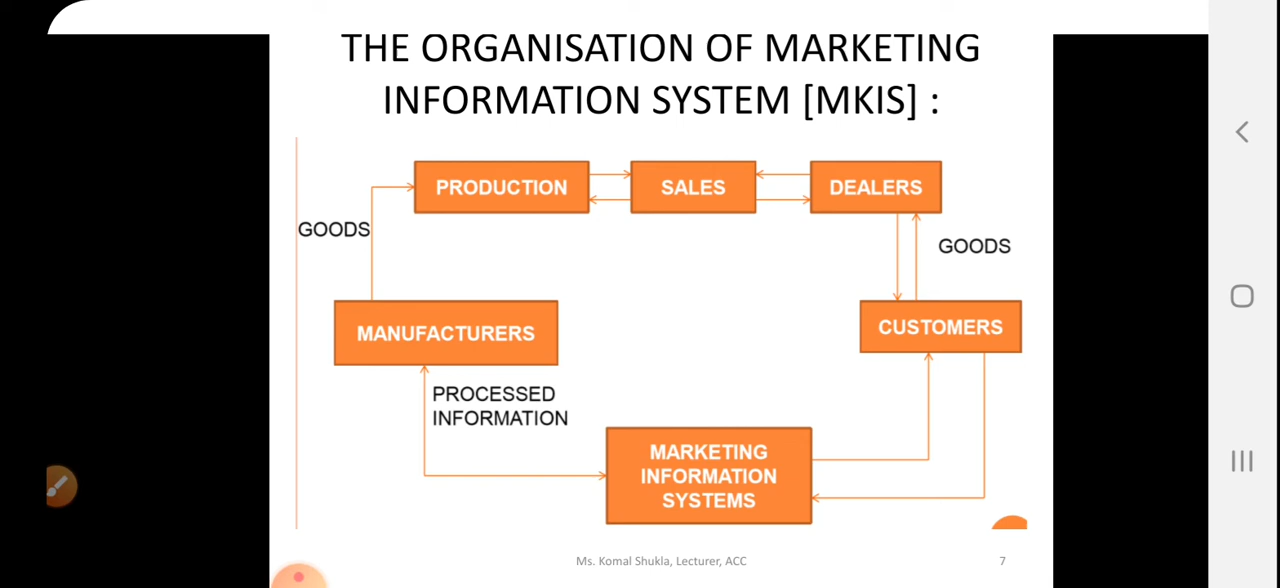 THE ORGANISATION OF MARKETING
INFORMATION SYSTEM [MKIS] :
PRODUCTION
SALES
DEALERS
GOODS
GOODS
MANUFACTURERS
CUSTOMERS
PROCESSED
INFORMATION
MARKETING
INFORMATION
SYSTEMS
Ms. Komal Shukla, Lecturer, ACC
7